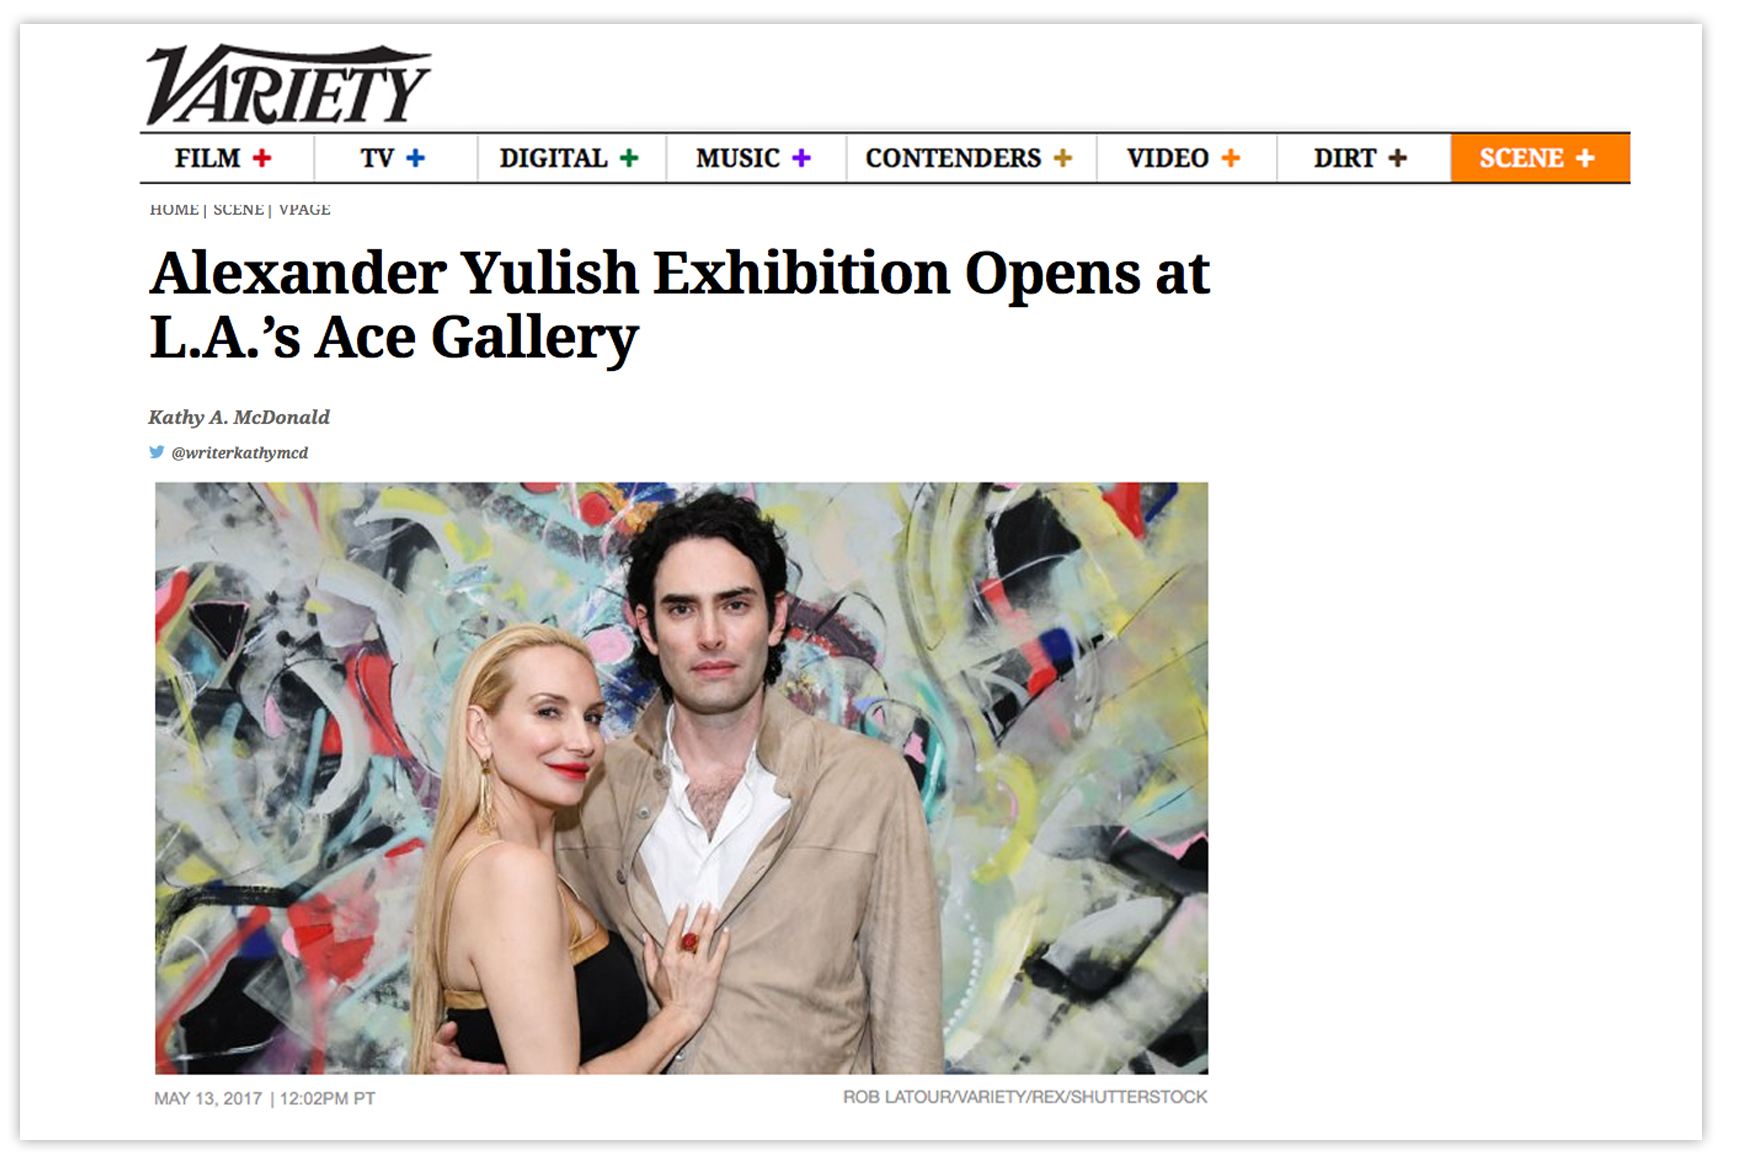 VARIETY
FILM + TV + DIGITAL + MUSIC + CONTENDERS + VIDEO + DIRT + SCENE +
HOME | SCENE | VPAGE
Alexander Yulish Exhibition Opens at
L.A.’s Ace Gallery
Kathy A. McDonald
@writerkathymcd
MAY 13, 2017 | 12:02PM PT
ROB LATOUR/VARIETY/REX/SHUTTERSTOCK